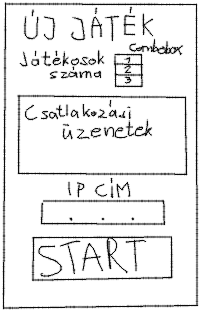 ÚJ JÁTÉK
Combobox
Játékosok
száma
1
2
3
Csatlakozási
üzenetek
IP CÍM
. . .
START